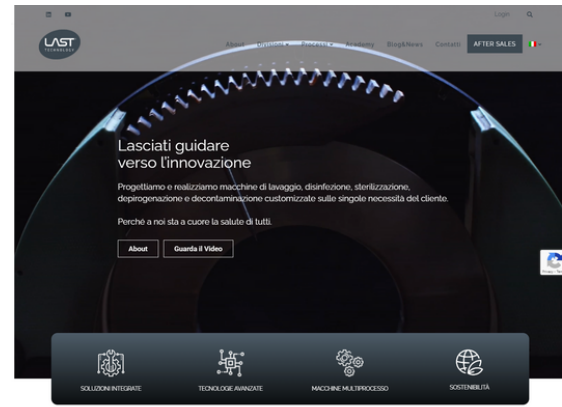 Login
LAST
TECHNOLOGY
About Divisioni Processi Academy Blog&News Contatti AFTER SALES
Lasciati guidare
verso l'innovazione
Progettiamo e realizziamo macchine di lavaggio, disinfezione, sterilizzazione,
depirogenazione e decontaminazione customizzate sulle singole necessità del cliente.
Perché a noi sta a cuore la salute di tutti.
About Guarda il Video
SOLUZIONI INTEGRATE TECNOLOGIE AVANZATE MACCHINE MULTIPROCESSO SOSTENIBILITÀ